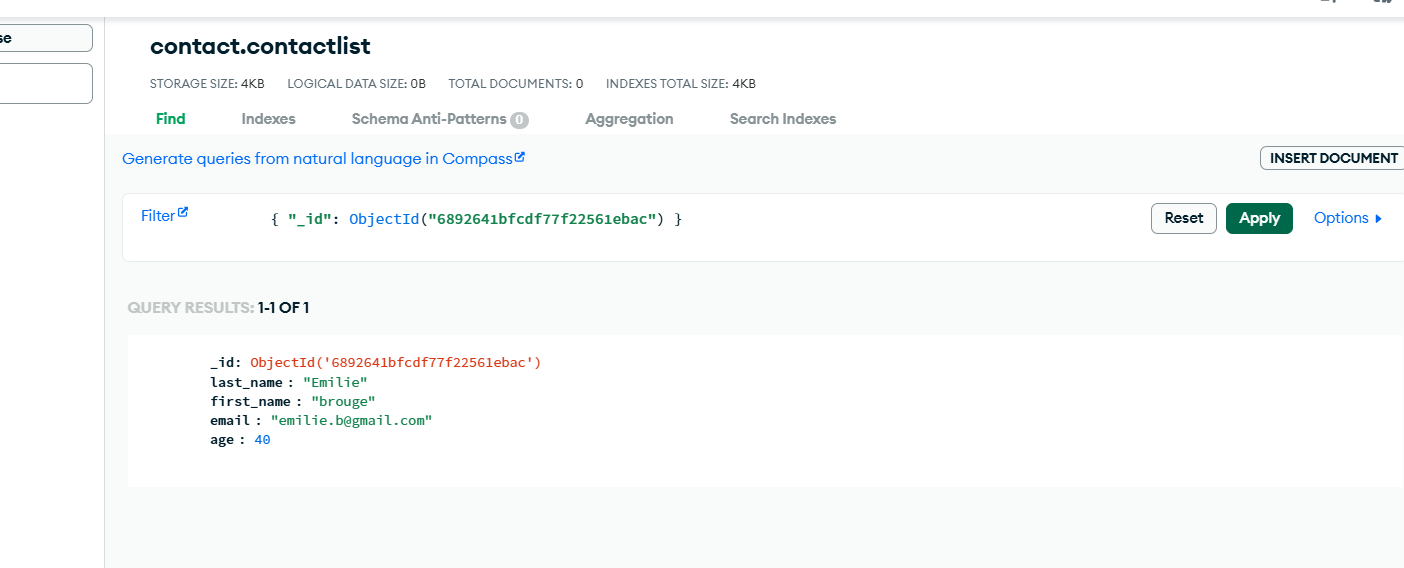 se
contact.contactlist
STORAGE SIZE: 4KB LOGICAL DATA SIZE: 0B TOTAL DOCUMENTS: 0 INDEXES TOTAL SIZE: 4KB
Find Indexes Schema Anti-Patterns 0 Aggregation Search Indexes
Generate queries from natural language in Compass
INSERT DOCUMENT
Filter { "_id": ObjectId("6892641bfcdf77f22561ebac") } Reset Apply Options
QUERY RESULTS: 1-1 OF 1
_id: ObjectId('6892641bfcdf77f22561ebac')
last_name : "Emilie"
first_name : "brouge"
email : "emilie.b@gmail.com"
age : 40